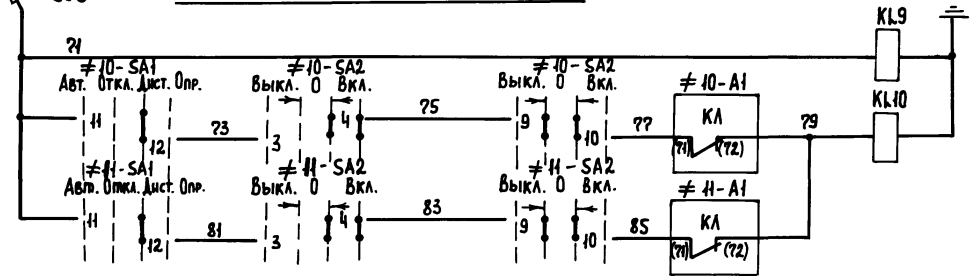 KL9
71
≠10-SA1 ≠10-SA2 ≠10-SA2
Авт. Откл. Дист. Опр. Выкл. 0 Вкл. Выкл. 0 Вкл. ≠10-A1 KL10
11 12 73 3 4 75 9 10 77 (71) КЛ (72) 79
≠11-SA1 ≠11-SA2 ≠11-SA2
Авт. Откл. Дист. Опр. Выкл. 0 Вкл. Выкл. 0 Вкл. ≠11-A1
11 12 81 3 4 83 9 10 85 (71) КЛ (72)